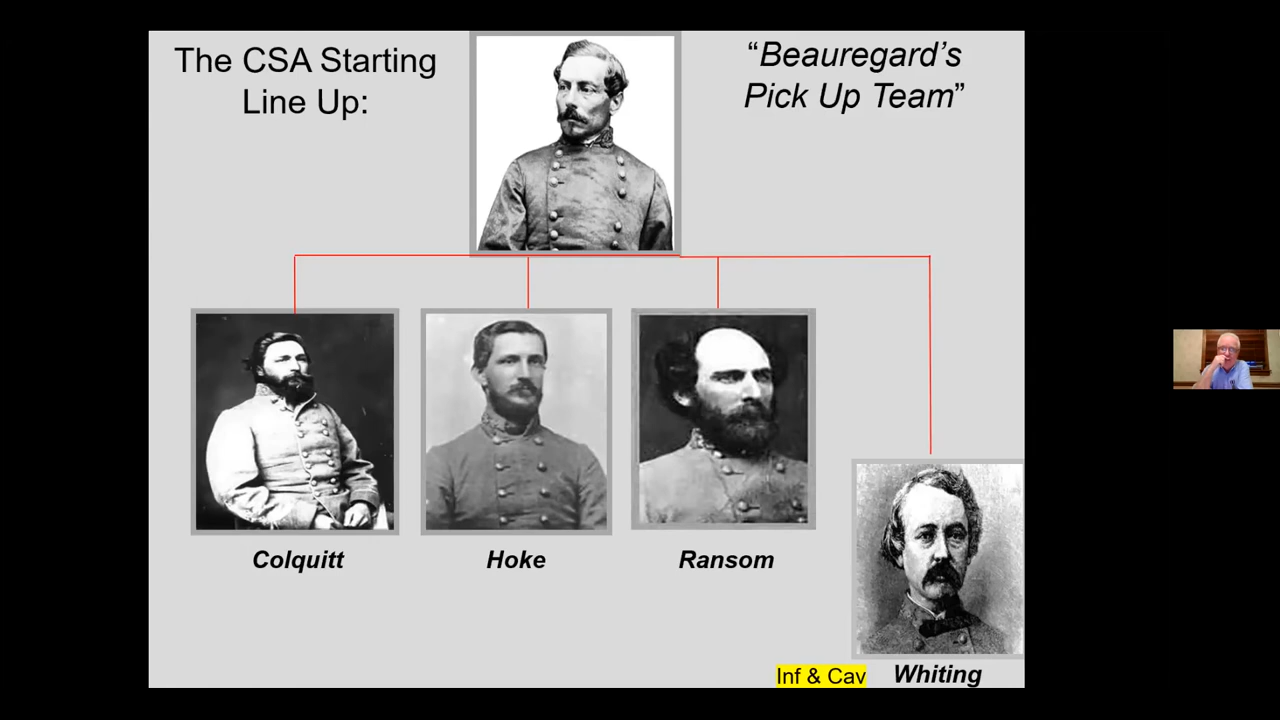 The CSA Starting
Line Up:
“Beauregard’s
Pick Up Team”
Colquitt
Hoke
Ransom
Inf & Cav
Whiting